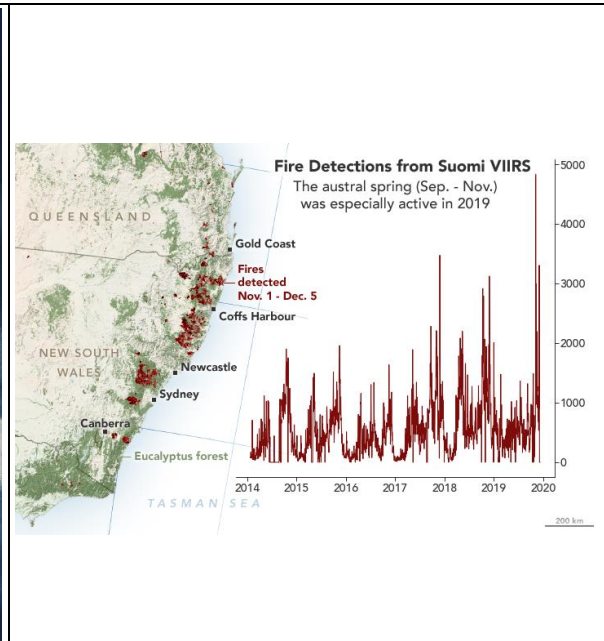 Fire Detections from Suomi VIIRS
The austral spring (Sep. - Nov.)
was especially active in 2019
QUEENSLAND
Gold Coast
Fires
detected
Nov. 1 - Dec. 5
Coffs Harbour
NEW SOUTH
WALES
Newcastle
Sydney
Canberra
Eucalyptus forest
TASMAN SEA
5000
4000
3000
2000
1000
0
2014 2015 2016 2017 2018 2019 2020
200 km